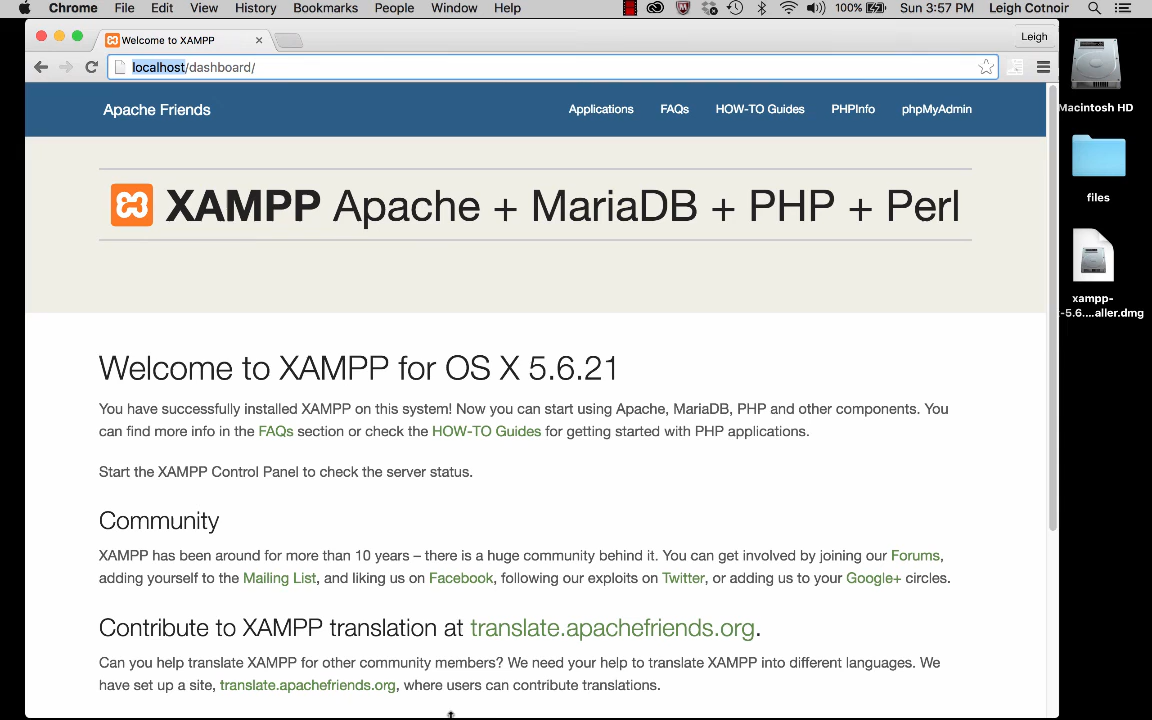 Chrome File Edit View History Bookmarks People Window Help 100% Sun 3:57 PM Leigh Cotnoir
Welcome to XAMPP
Leigh
localhost/dashboard/
Apache Friends Applications FAQs HOW-TO Guides PHPInfo phpMyAdmin
XAMPP Apache + MariaDB + PHP + Perl
Welcome to XAMPP for OS X 5.6.21
You have successfully installed XAMPP on this system! Now you can start using Apache, MariaDB, PHP and other components. You
can find more info in the FAQs section or check the HOW-TO Guides for getting started with PHP applications.
Start the XAMPP Control Panel to check the server status.
Community
XAMPP has been around for more than 10 years – there is a huge community behind it. You can get involved by joining our Forums,
adding yourself to the Mailing List, and liking us on Facebook, following our exploits on Twitter, or adding us to your Google+ circles.
Contribute to XAMPP translation at translate.apachefriends.org.
Can you help translate XAMPP for other community members? We need your help to translate XAMPP into different languages. We
have set up a site, translate.apachefriends.org, where users can contribute translations.
Macintosh HD
files
xampp-
-5.6....aller.dmg